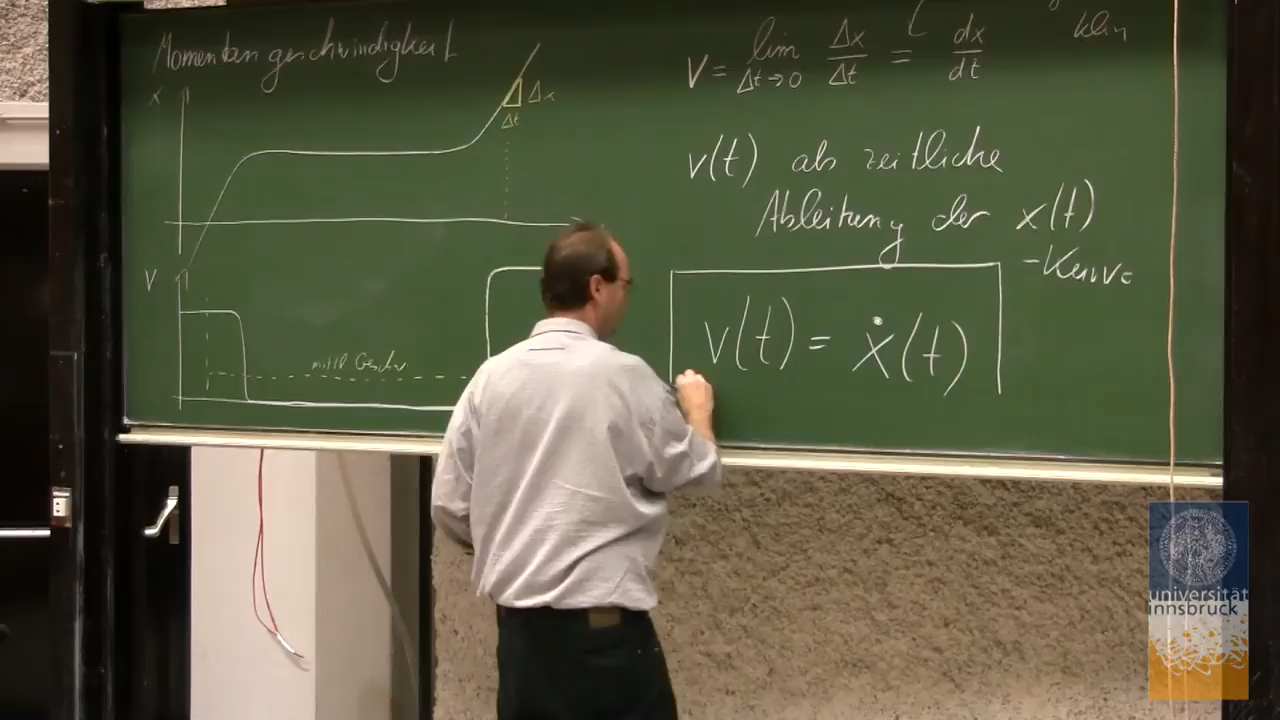 Momentangeschwindigkeit
x
Δx
Δt
v
mittl Geschw
v = lim Δt→0 Δx/Δt = dx/dt
klein
v(t) als zeitliche
Ableitung der x(t)
-Kurve
v(t) = ẋ(t)
universität
innsbruck